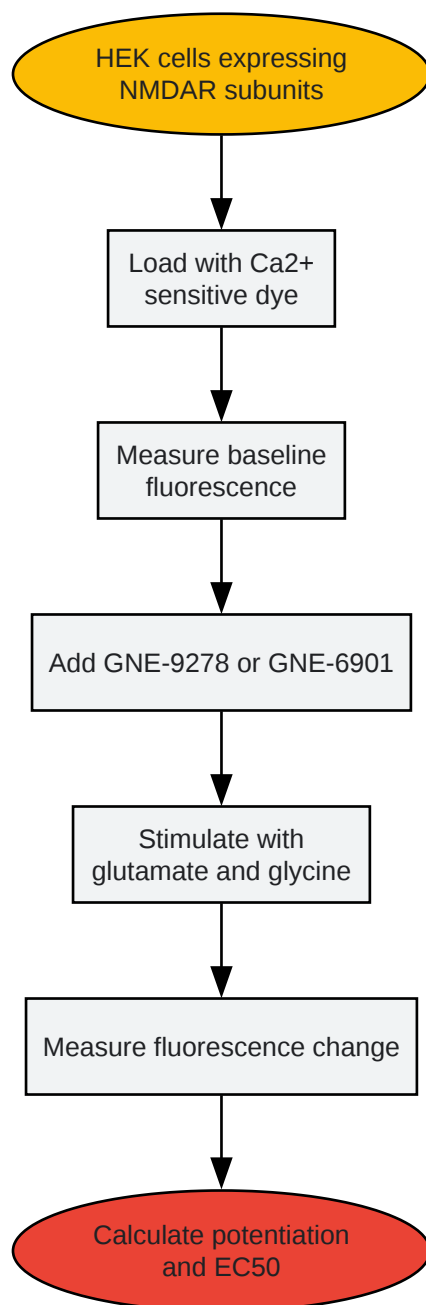 HEK cells expressing
NMDAR subunits
Load with Ca2+
sensitive dye
Measure baseline
fluorescence
Add GNE-9278 or GNE-6901
Stimulate with
glutamate and glycine
Measure fluorescence change
Calculate potentiation
and EC50